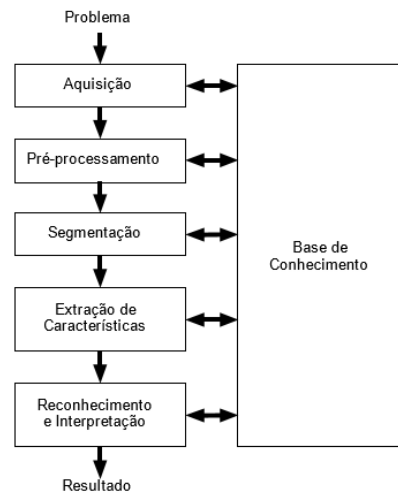 Problema
Aquisição
Pré-processamento
Segmentação
Extração de
Características
Reconhecimento
e Interpretação
Resultado
Base de
Conhecimento